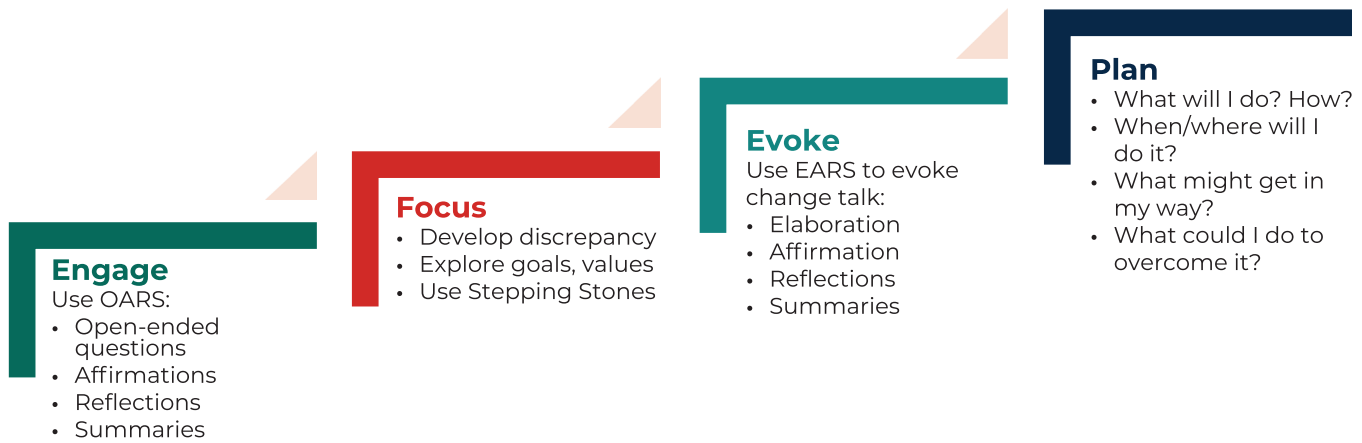 Engage
Use OARS:
• Open-ended
questions
• Affirmations
• Reflections
• Summaries
Focus
• Develop discrepancy
• Explore goals, values
• Use Stepping Stones
Evoke
Use EARS to evoke
change talk:
• Elaboration
• Affirmation
• Reflections
• Summaries
Plan
• What will I do? How?
• When/where will I
do it?
• What might get in
my way?
• What could I do to
overcome it?